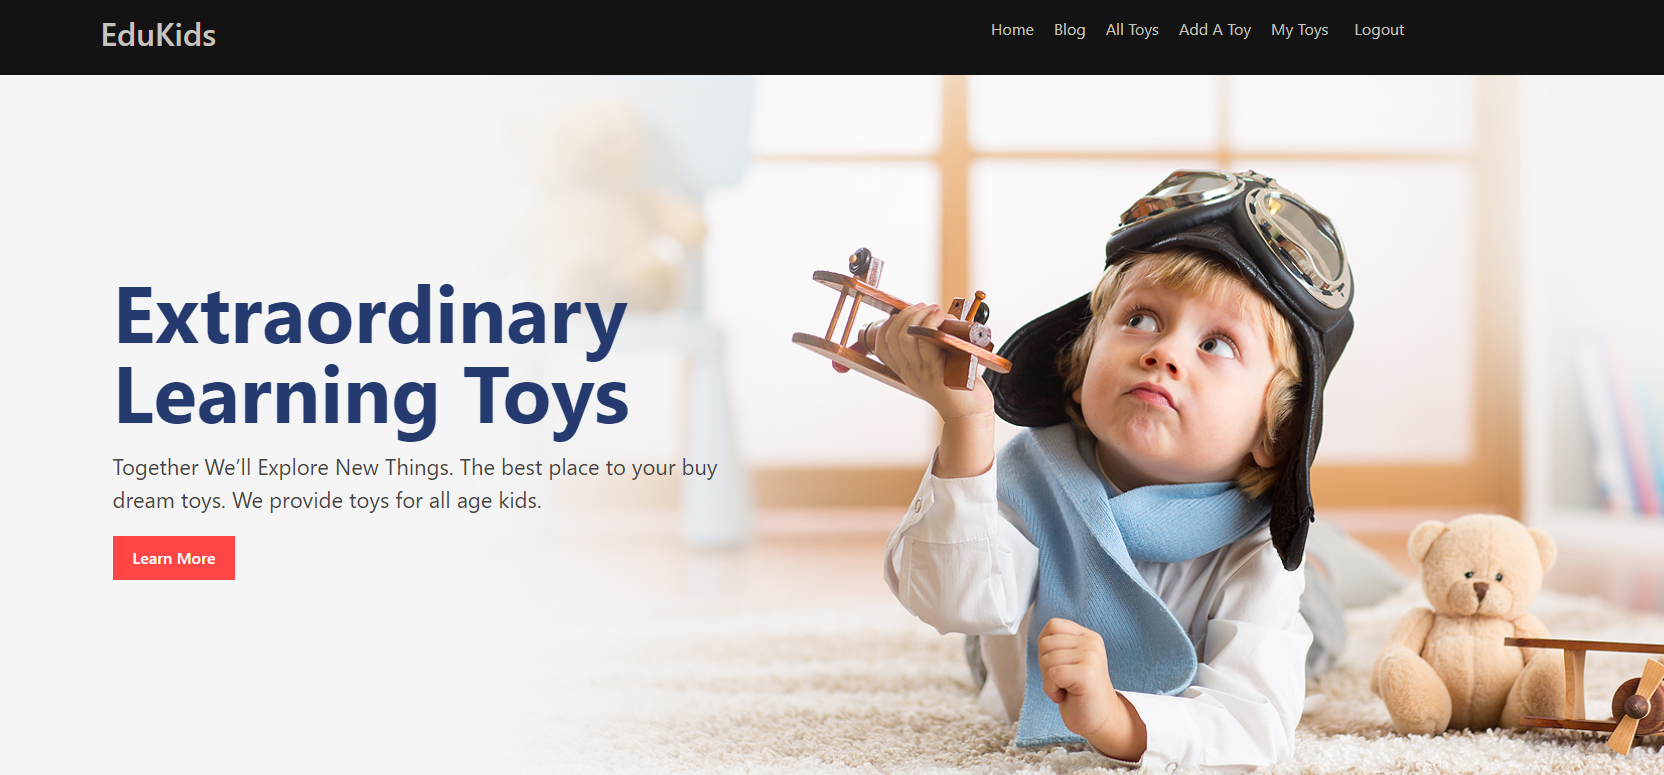 EduKids
Home Blog All Toys Add A Toy My Toys Logout
Extraordinary
Learning Toys
Together We’ll Explore New Things. The best place to your buy
dream toys. We provide toys for all age kids.
Learn More